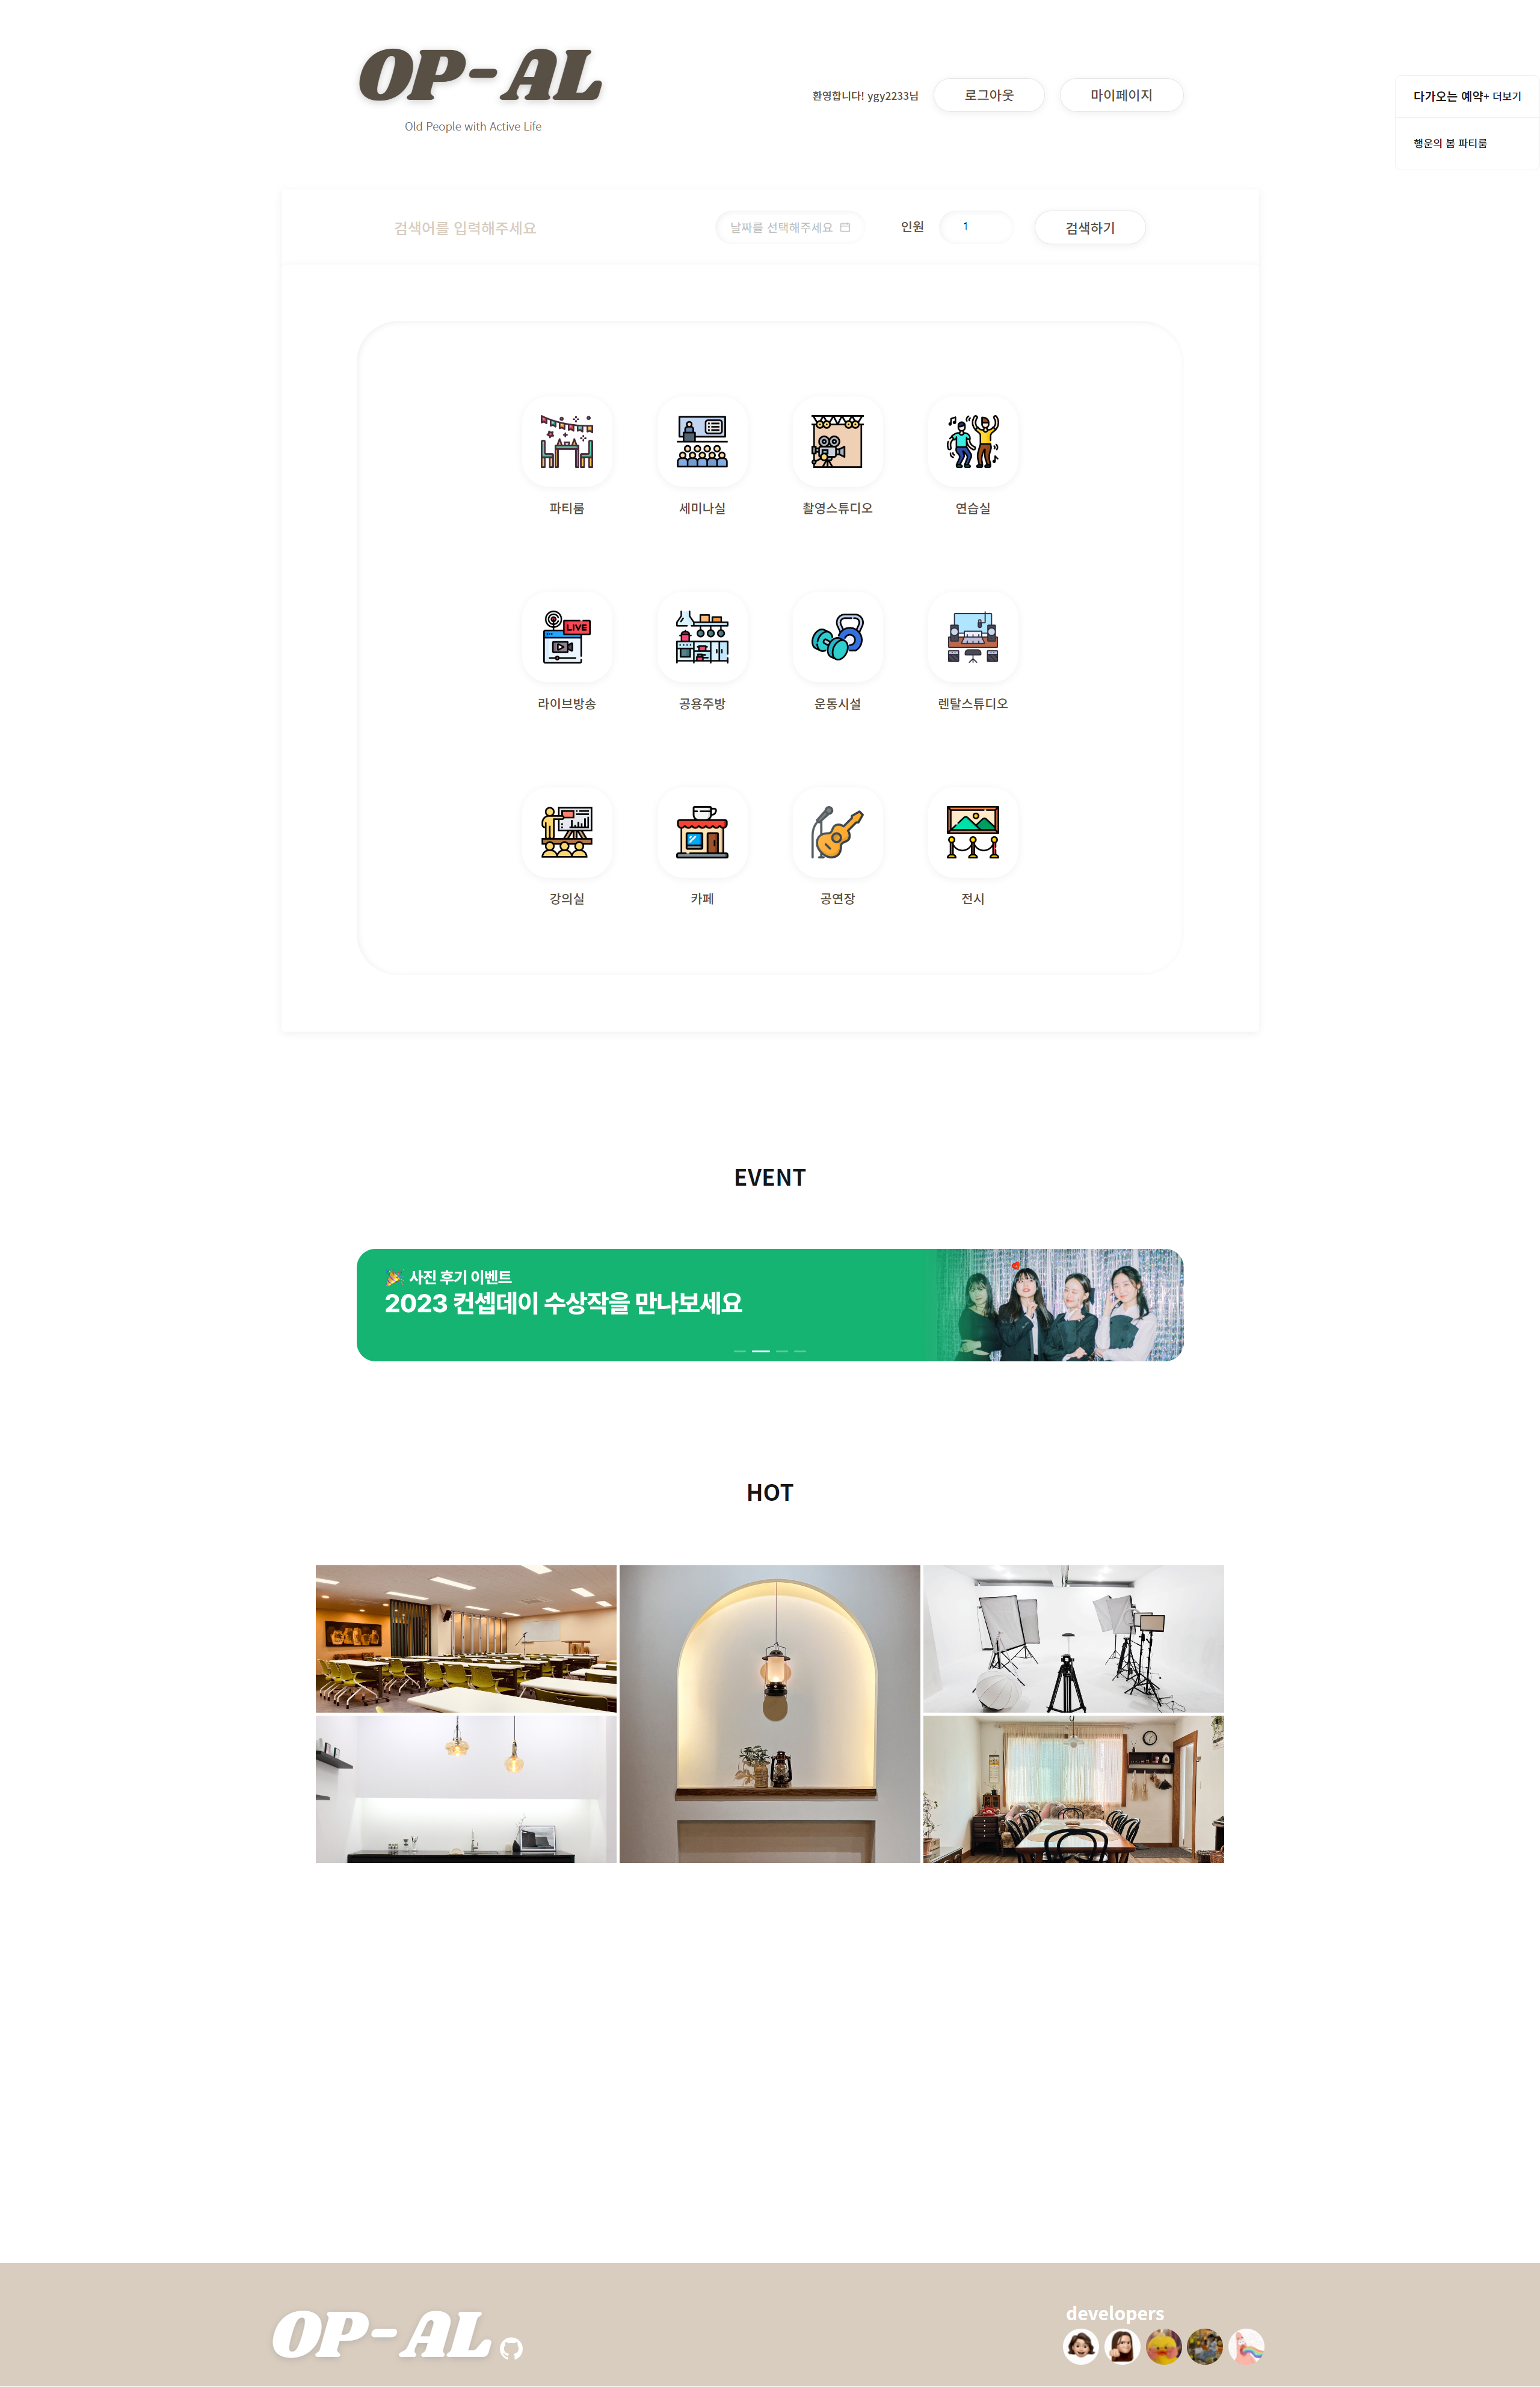 OP-AL
Old People with Active Life
환영합니다! ygy2233님
로그아웃
마이페이지
다가오는 예약+ 더보기
행운의 봄 파티룸
검색어를 입력해주세요
날짜를 선택해주세요
인원
1
검색하기
파티룸
세미나실
촬영스튜디오
연습실
LIVE
라이브방송
공용주방
운동시설
렌탈스튜디오
강의실
카페
공연장
전시
EVENT
🎉 사진 후기 이벤트
2023 컨셉데이 수상작을 만나보세요
HOT
OP-AL
developers